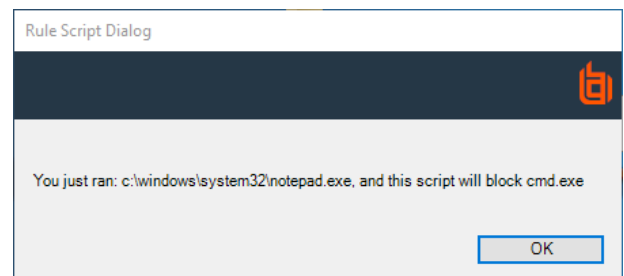 Rule Script Dialog
You just ran: c:\windows\system32\notepad.exe, and this script will block cmd.exe
OK